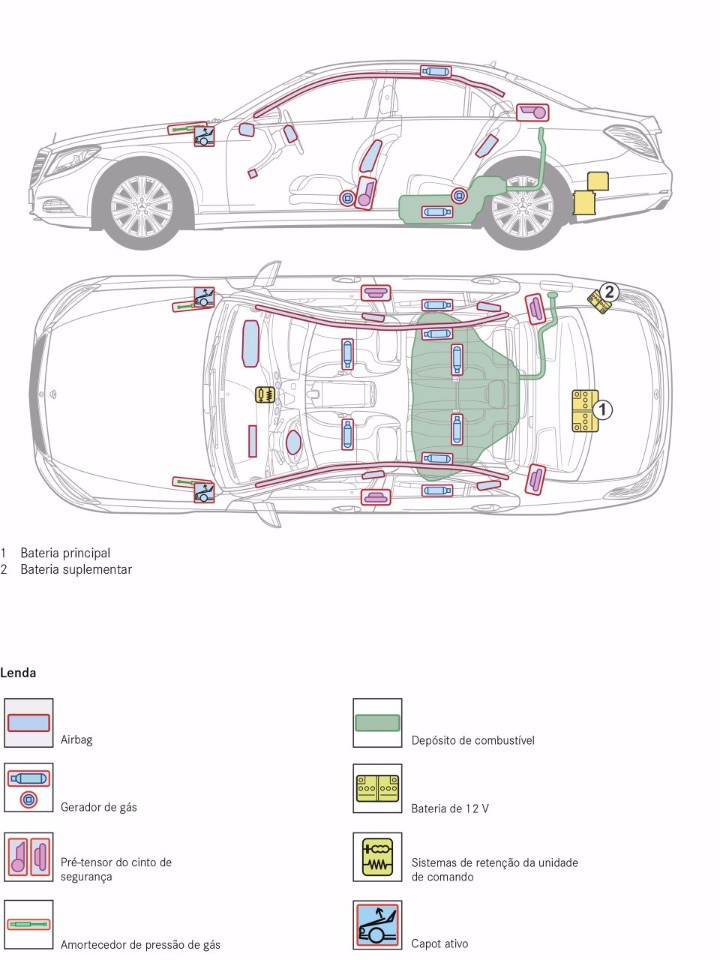 2
1
1 Bateria principal
2 Bateria suplementar
Lenda
Airbag
Depósito de combustível
Gerador de gás
Bateria de 12 V
Pré-tensor do cinto de
segurança
Sistemas de retenção da unidade
de comando
Amortecedor de pressão de gás
Capot ativo